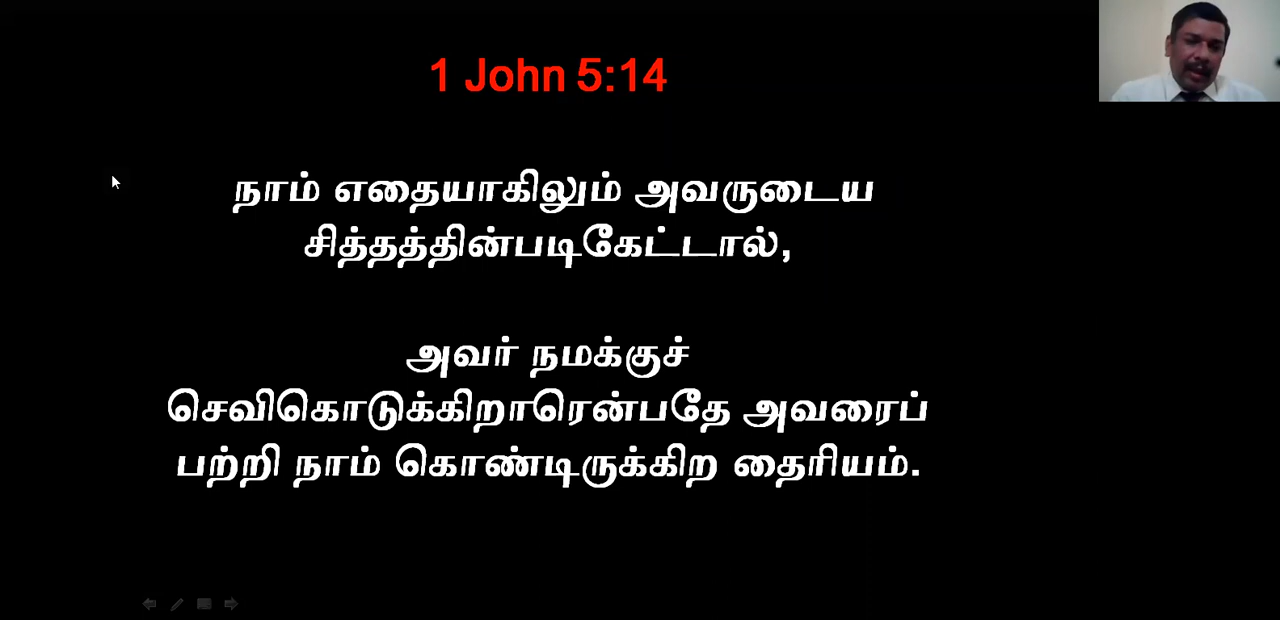 1 John 5:14
நாம் எதையாகிலும் அவருடைய
சித்தத்தின்படிகேட்டால்,
அவர் நமக்குச்
செவிகொடுக்கிறாரென்பதே அவரைப்
பற்றி நாம் கொண்டிருக்கிற தைரியம்.